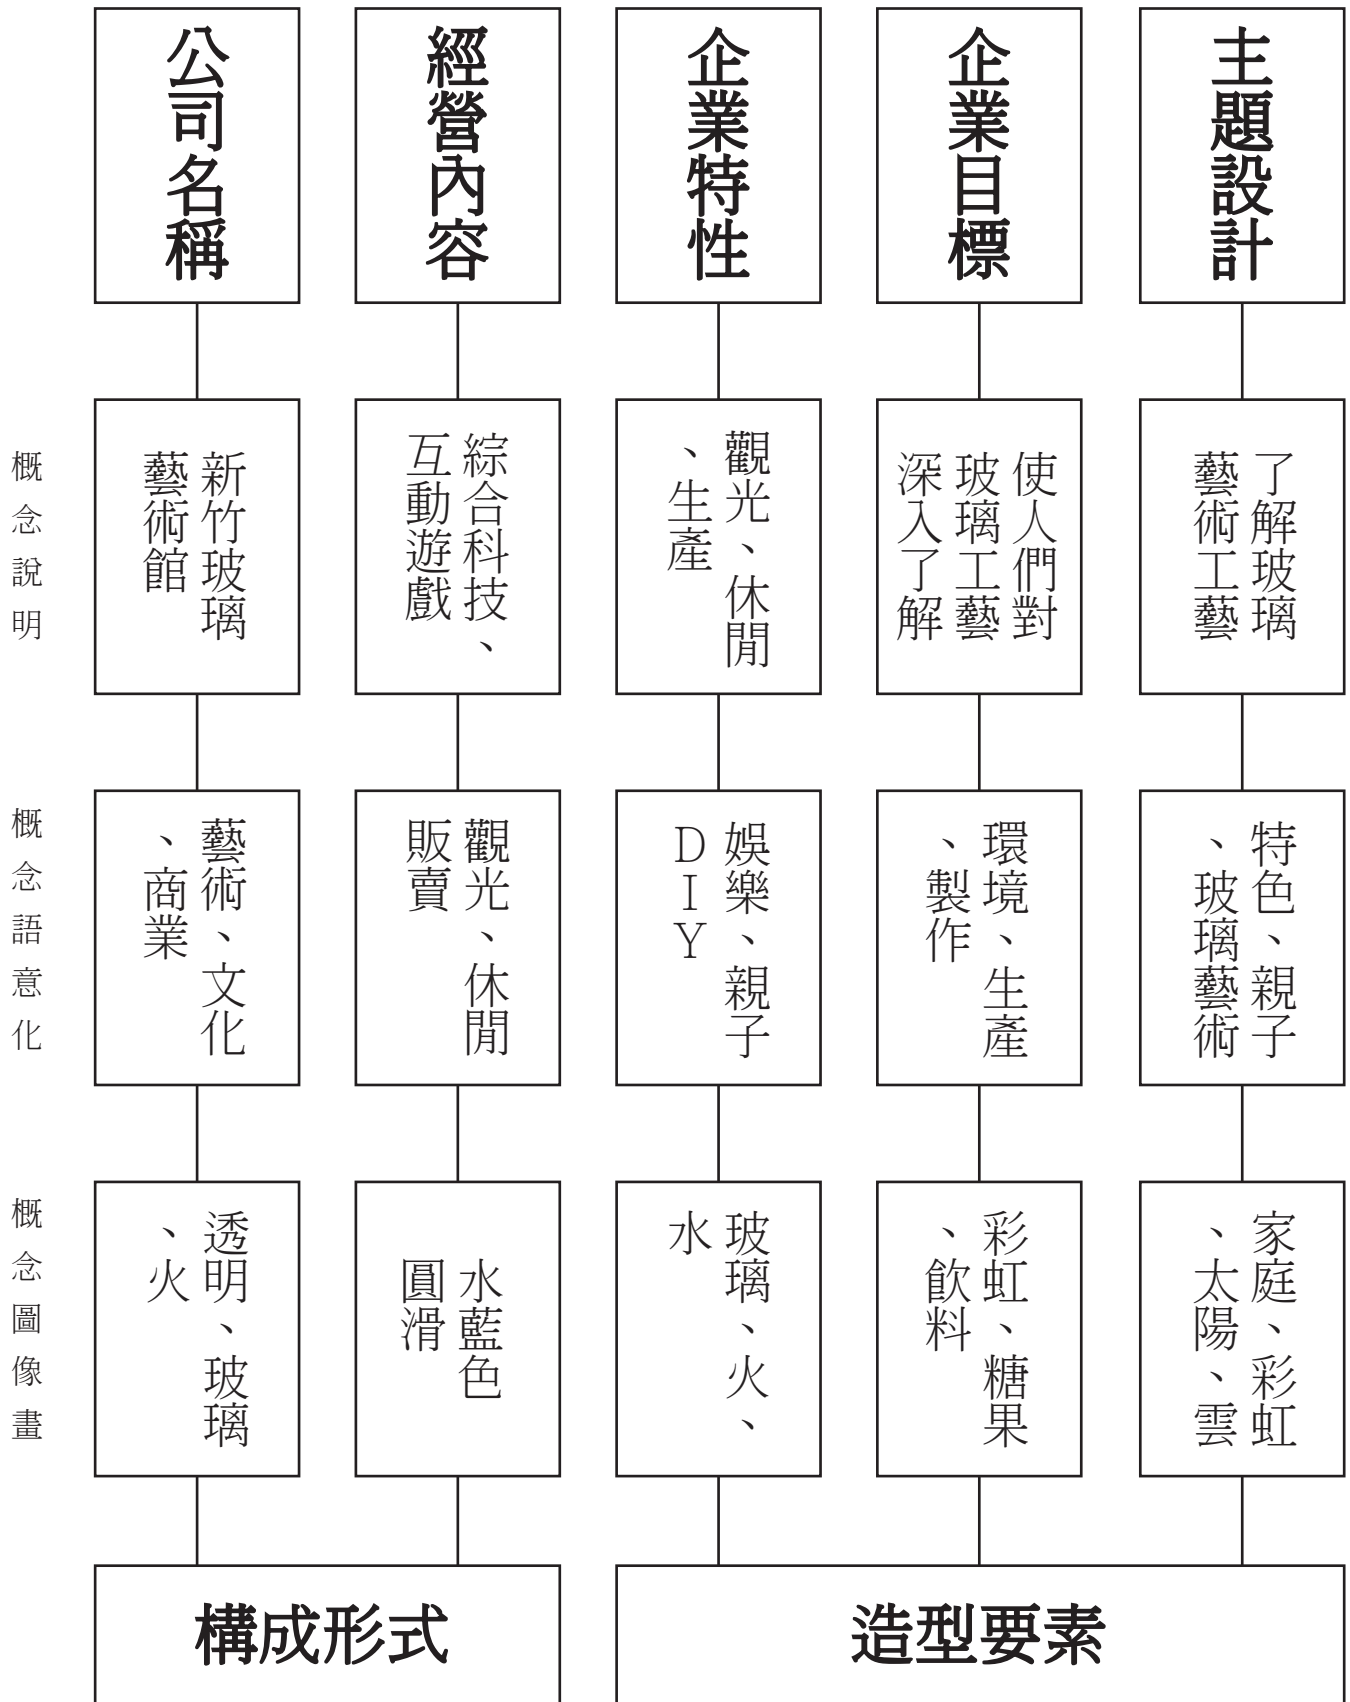 公司名稱
經營內容
企業特性
企業目標
主題設計
概念說明
新竹玻璃
藝術館
綜合科技、
互動遊戲
觀光、休閒
、生產
使人們對
玻璃工藝
深入了解
了解玻璃
藝術工藝
概念語意化
藝術、文化
、商業
觀光、休閒
販賣
娛樂、親子
DIY
環境、生產
、製作
特色、親子
、玻璃藝術
概念圖像畫
透明、玻璃
、火
水藍色
圓滑
玻璃、火、
水
彩虹、糖果
、飲料
家庭、彩虹
、太陽、雲
構成形式
造型要素